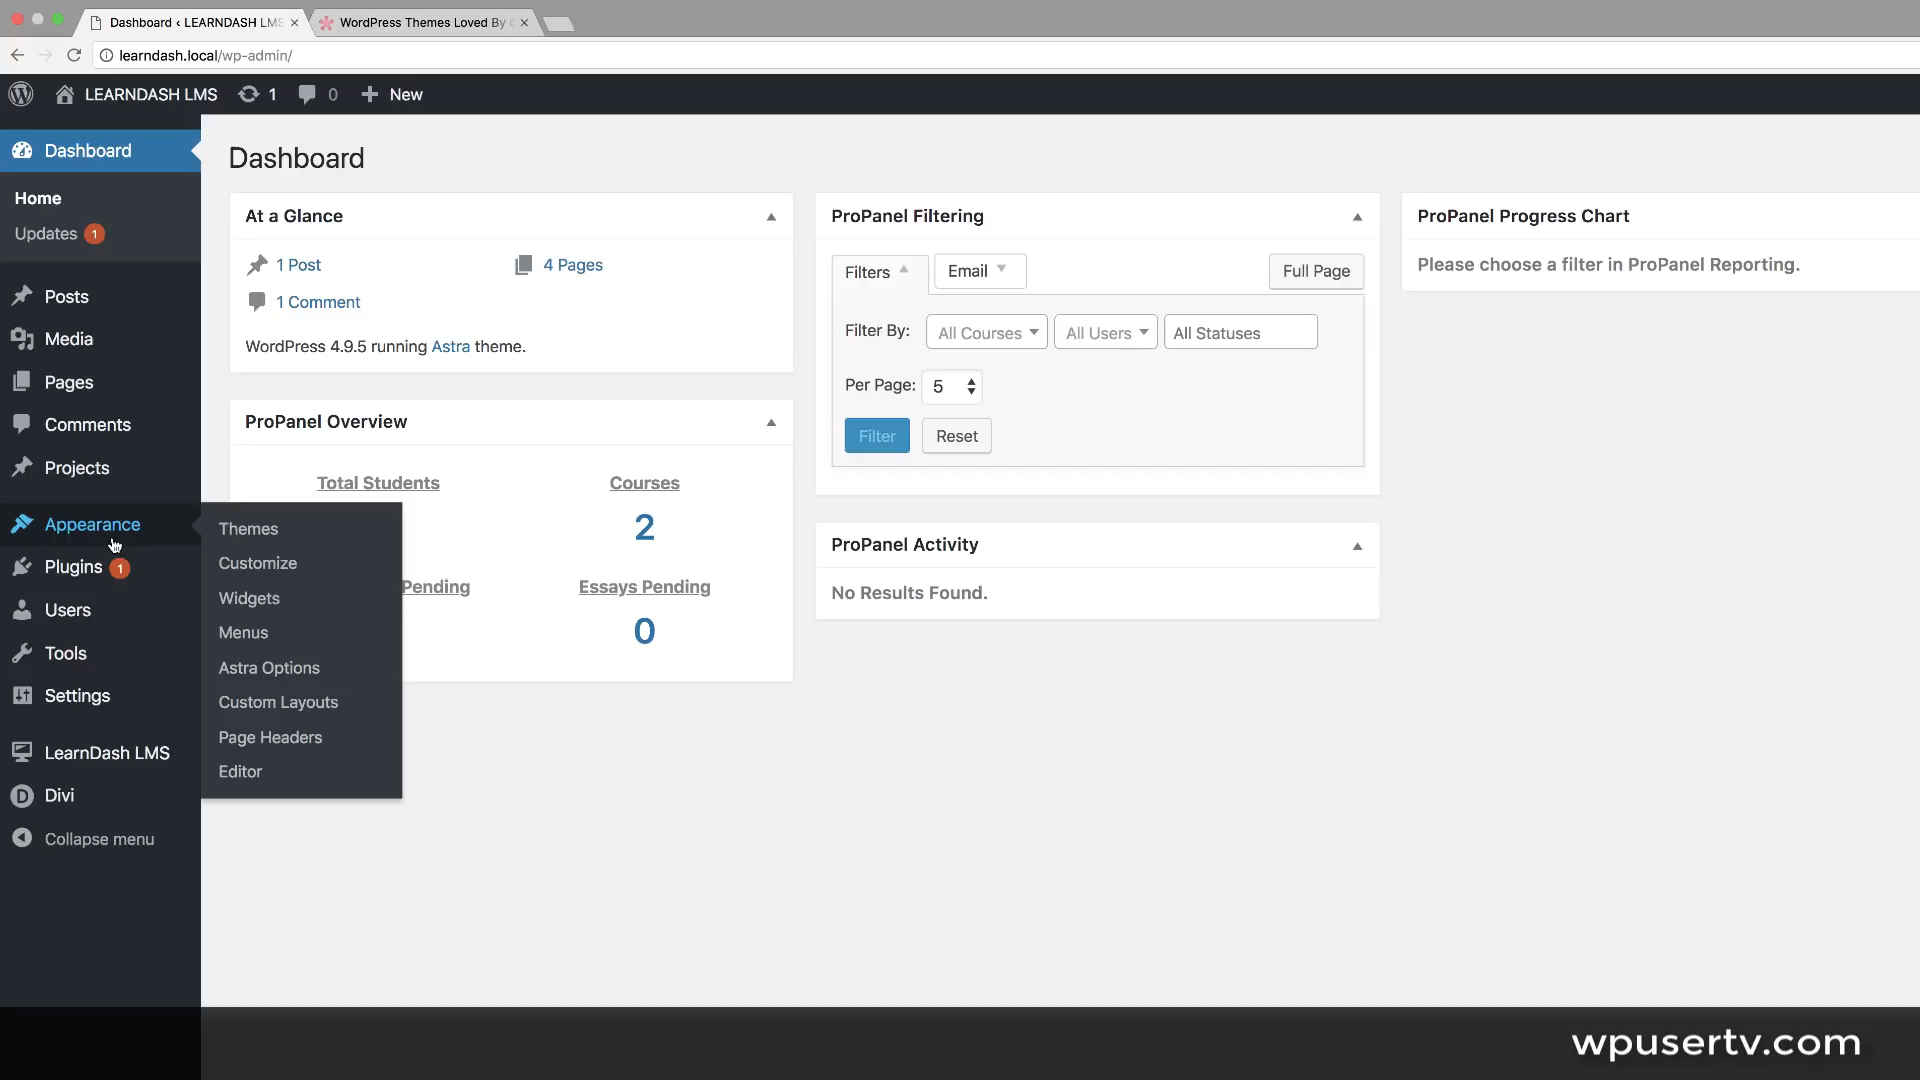 Dashboard ‹ LEARNDASH LMS
WordPress Themes Loved By
learndash.local/wp-admin/
LEARNDASH LMS 1 0 New
Dashboard
Home
Updates 1
Posts
Media
Pages
Comments
Projects
Appearance
Plugins 1
Users
Tools
Settings
LearnDash LMS
Divi
Collapse menu
Themes
Customize
Widgets
Menus
Astra Options
Custom Layouts
Page Headers
Editor
Dashboard
At a Glance
1 Post 4 Pages
1 Comment
WordPress 4.9.5 running Astra theme.
ProPanel Overview
Total Students Courses
2
Pending Essays Pending
0
ProPanel Filtering
Filters Email Full Page
Filter By: All Courses All Users All Statuses
Per Page: 5
Filter Reset
ProPanel Activity
No Results Found.
ProPanel Progress Chart
Please choose a filter in ProPanel Reporting.
wpusertv.com